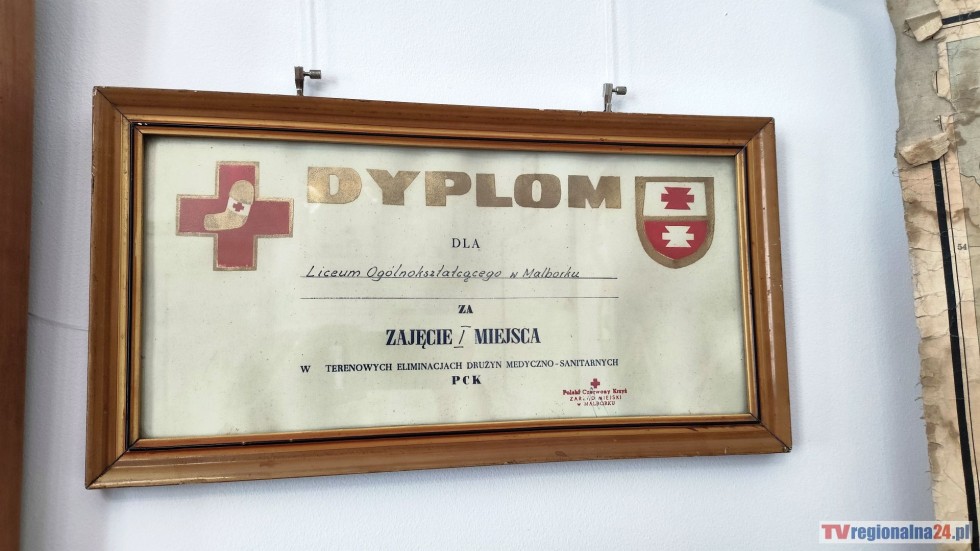 DYPLOM
DLA
Liceum Ogólnokształcącego w Malborku
ZA
ZAJĘCIE I MIEJSCA
W TERENOWYCH ELIMINACJACH DRUŻYN MEDYCZNO-SANITARNYCH
PCK
Polski Czerwony Krzyż
ZARZĄD MIEJSKI
w MALBORKU
54
TVregionalna24.pl